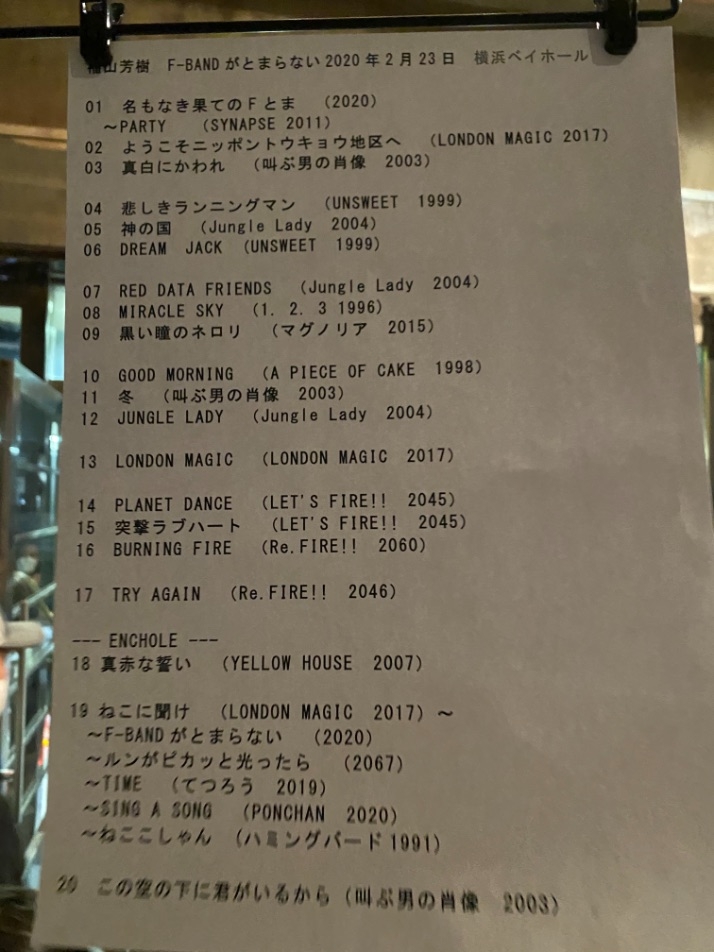 福山芳樹 F-BANDがとまらない2020年2月23日 横浜ベイホール
01 名もなき果てのFとま (2020)
～PARTY (SYNAPSE 2011)
02 ようこそニッポントウキョウ地区へ (LONDON MAGIC 2017)
03 真白にかわれ (叫ぶ男の肖像 2003)
04 悲しきランニングマン (UNSWEET 1999)
05 神の国 (Jungle Lady 2004)
06 DREAM JACK (UNSWEET 1999)
07 RED DATA FRIENDS (Jungle Lady 2004)
08 MIRACLE SKY (1. 2. 3 1996)
09 黒い瞳のネロリ (マグノリア 2015)
10 GOOD MORNING (A PIECE OF CAKE 1998)
11 冬 (叫ぶ男の肖像 2003)
12 JUNGLE LADY (Jungle Lady 2004)
13 LONDON MAGIC (LONDON MAGIC 2017)
14 PLANET DANCE (LET'S FIRE!! 2045)
15 突撃ラブハート (LET'S FIRE!! 2045)
16 BURNING FIRE (Re.FIRE!! 2060)
17 TRY AGAIN (Re.FIRE!! 2046)
--- ENCHOLE ---
18 真赤な誓い (YELLOW HOUSE 2007)
19 ねこに聞け (LONDON MAGIC 2017) ～
～F-BANDがとまらない (2020)
～ルンがピカッと光ったら (2067)
～TIME (てつろう 2019)
～SING A SONG (PONCHAN 2020)
～ねここしゃん (ハミングバード1991)
20 この空の下に君がいるから (叫ぶ男の肖像 2003)